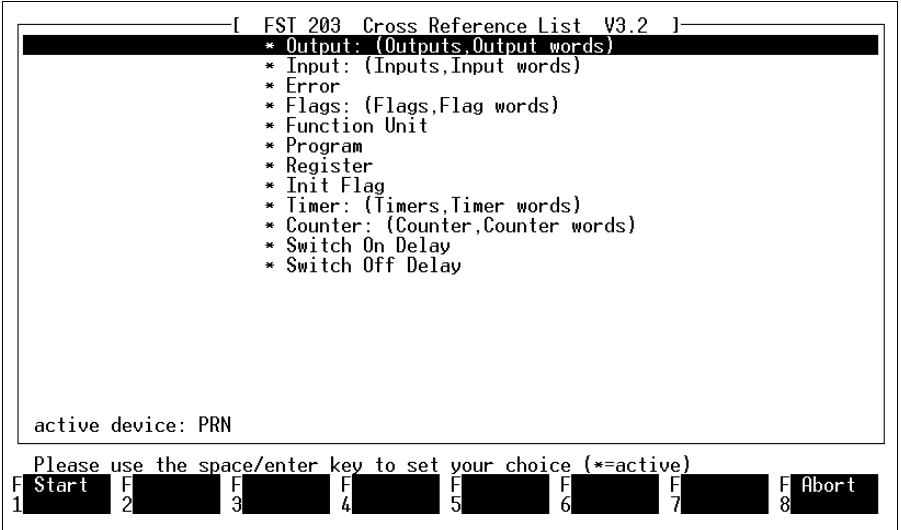 [ FST 203 Cross Reference List V3.2 ]
* Output: (Outputs,Output words)
* Input: (Inputs,Input words)
* Error
* Flags: (Flags,Flag words)
* Function Unit
* Program
* Register
* Init Flag
* Timer: (Timers,Timer words)
* Counter: (Counter,Counter words)
* Switch On Delay
* Switch Off Delay
active device: PRN
Please use the space/enter key to set your choice (*=active)
F1 Start F2 F3 F4 F5 F6 F7 F8 Abort